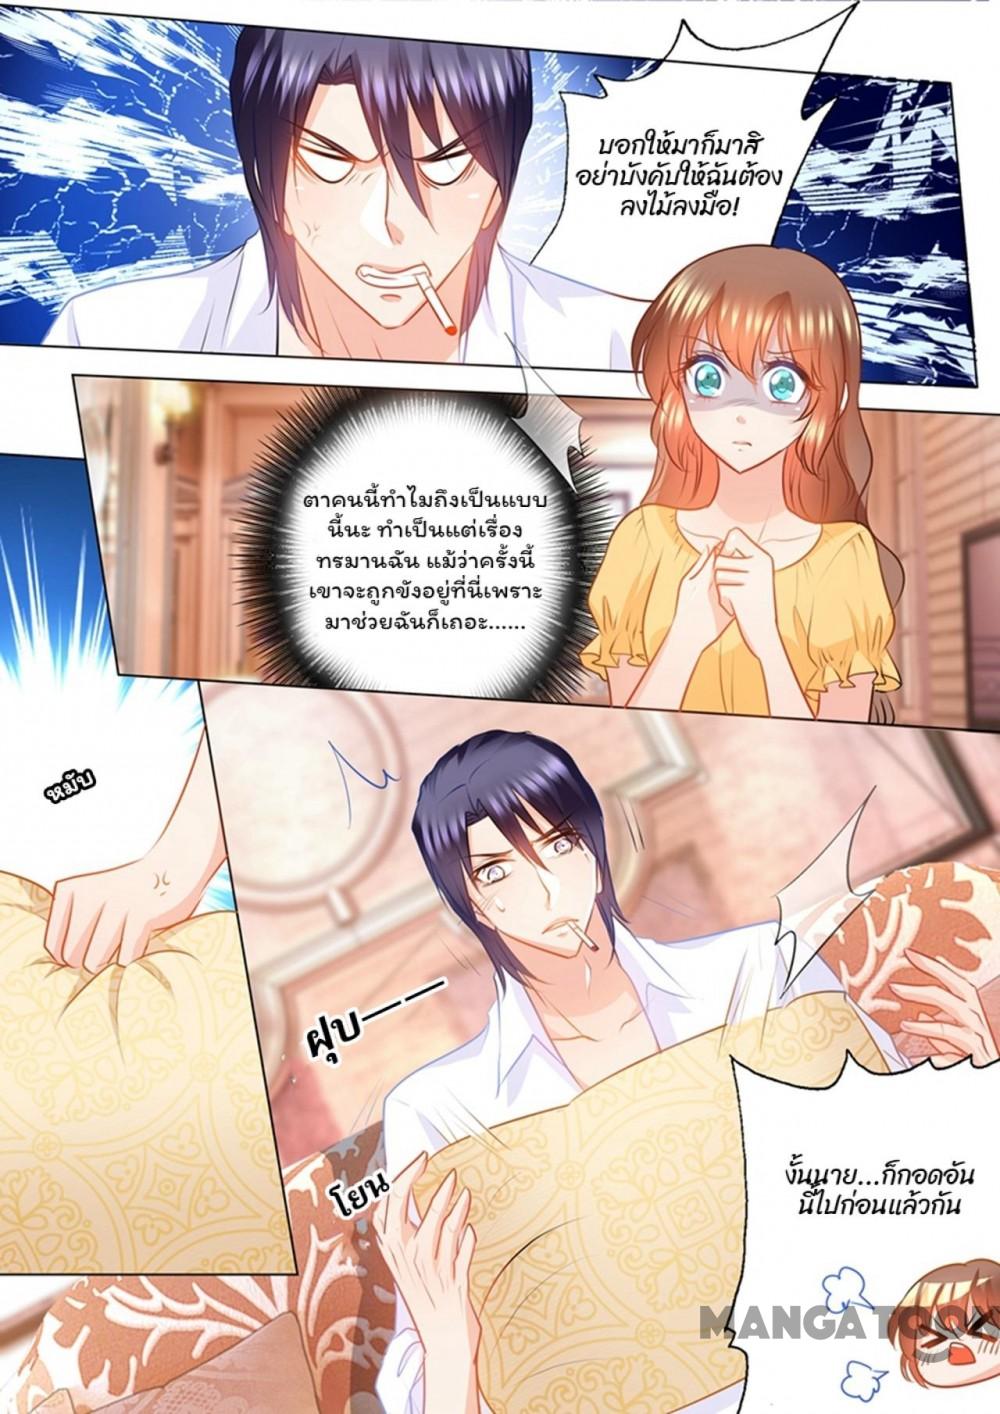 บอกให้มาก็มาสิ
อย่าบังคับให้ฉันต้อง
ลงไม้ลงมือ!
ตาคนนี้ทำไมถึงเป็นแบบ
นี้นะ ทำเป็นแต่เรื่อง
ทรมานฉัน แม้ว่าครั้งนี้
เขาจะถูกขังอยู่ที่นี่เพราะ
มาช่วยฉันก็เถอะ......
หมับ
ฝุบ——
โยน
งั้นนาย...ก็กอดอัน
นี้ไปก่อนแล้วกัน
MANGATOON